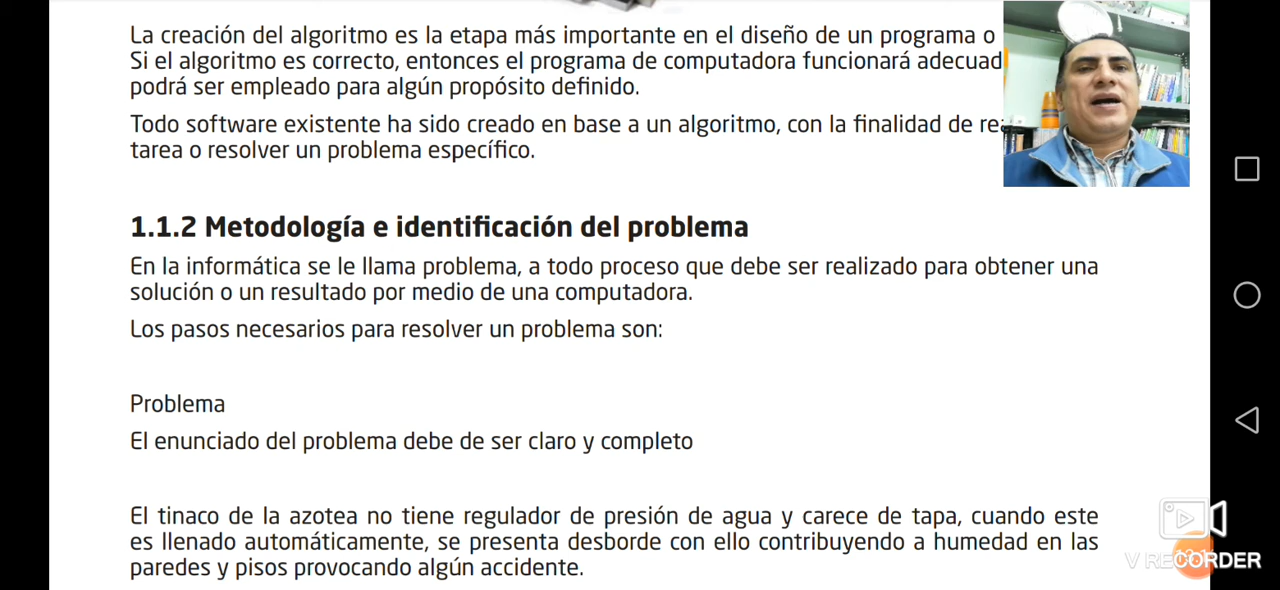 La creación del algoritmo es la etapa más importante en el diseño de un programa o
Si el algoritmo es correcto, entonces el programa de computadora funcionará adecuad
podrá ser empleado para algún propósito definido.
Todo software existente ha sido creado en base a un algoritmo, con la finalidad de re
tarea o resolver un problema específico.
1.1.2 Metodología e identificación del problema
En la informática se le llama problema, a todo proceso que debe ser realizado para obtener una
solución o un resultado por medio de una computadora.
Los pasos necesarios para resolver un problema son:
Problema
El enunciado del problema debe de ser claro y completo
El tinaco de la azotea no tiene regulador de presión de agua y carece de tapa, cuando este
es llenado automáticamente, se presenta desborde con ello contribuyendo a humedad en las
paredes y pisos provocando algún accidente.
V RECORDER